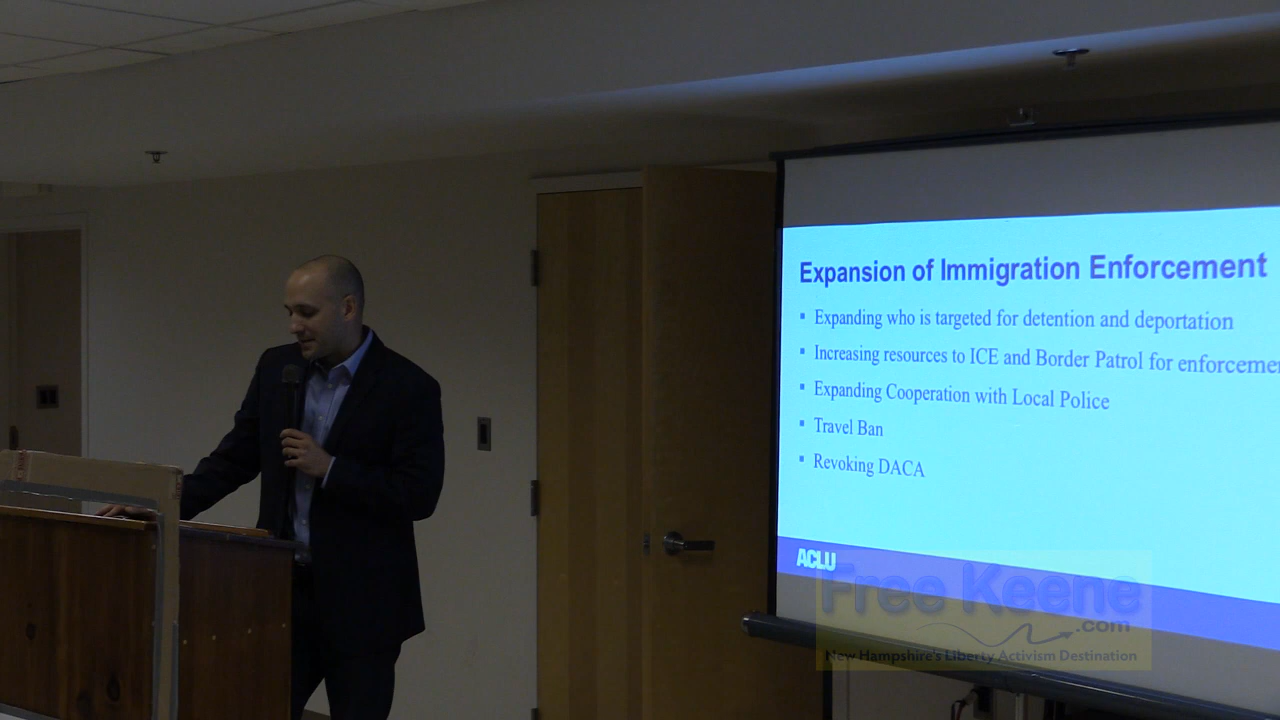 Expansion of Immigration Enforcement
Expanding who is targeted for detention and deportation
Increasing resources to ICE and Border Patrol for enforcemen
Expanding Cooperation with Local Police
Travel Ban
Revoking DACA
ACLU
Free Keene
.com
New Hampshire's Liberty Activism Destination